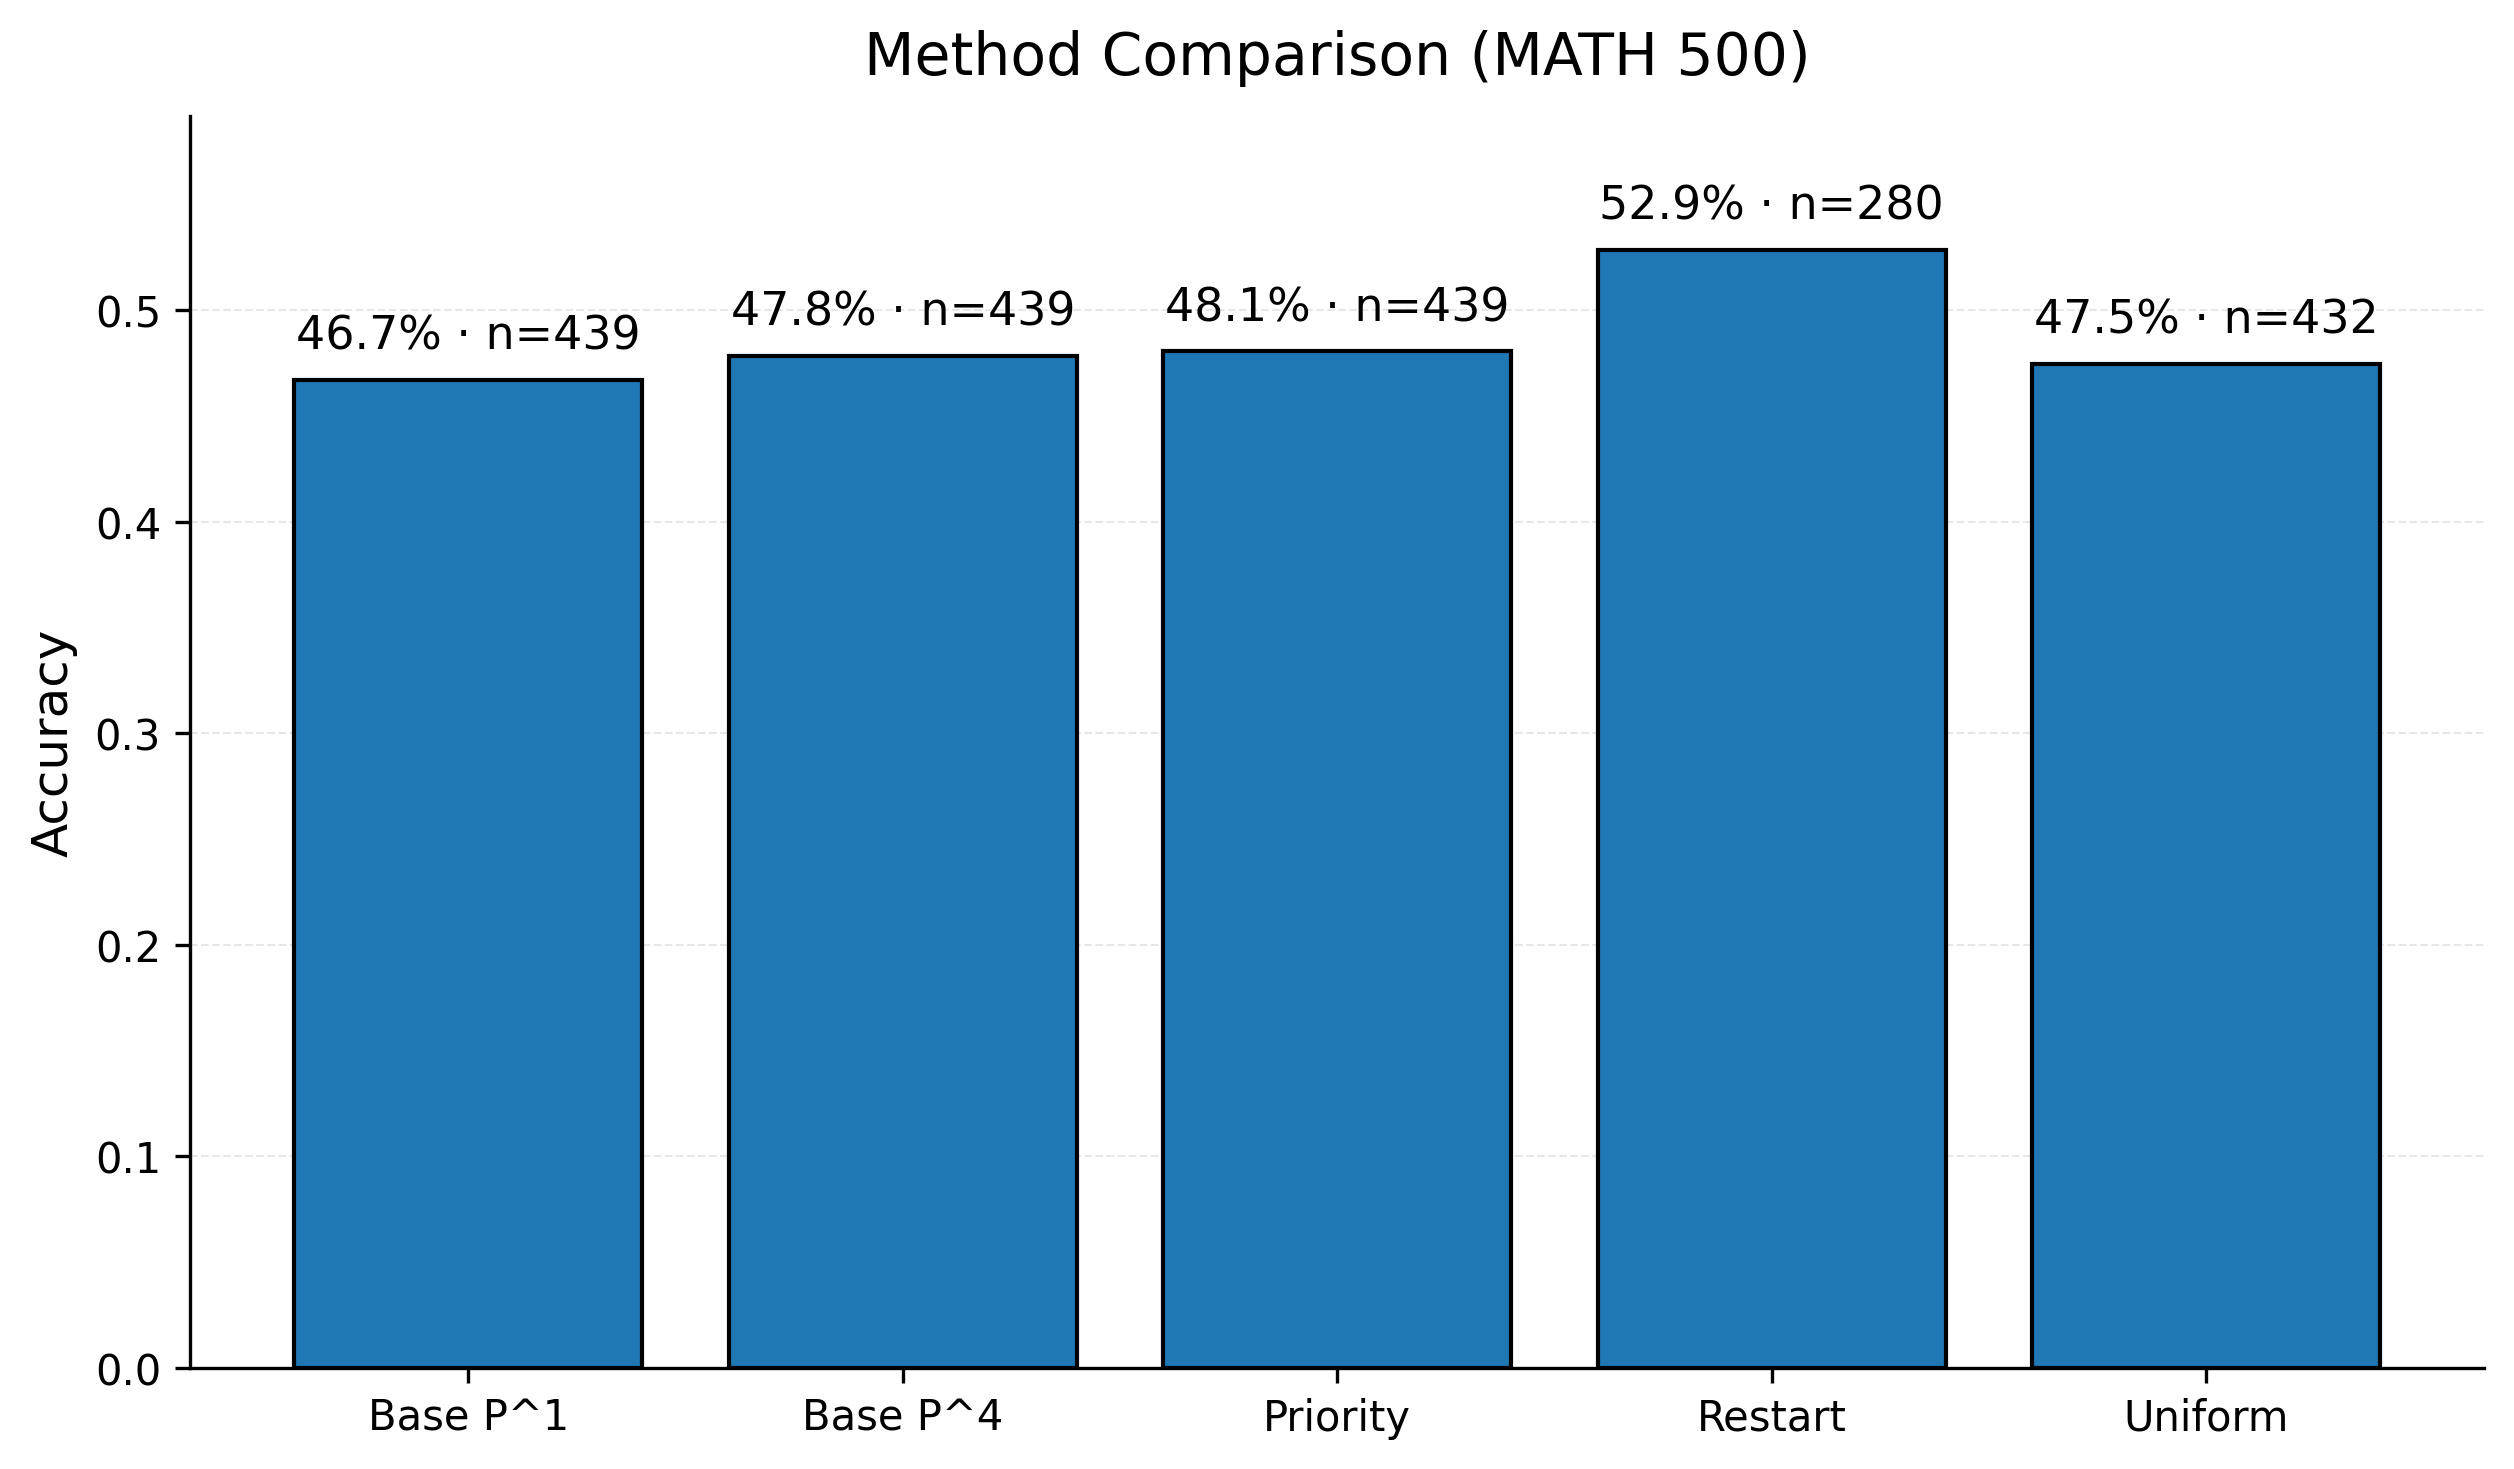 Method Comparison (MATH 500)
Accuracy
0.5
0.4
0.3
0.2
0.1
0.0
46.7% · n=439
47.8% · n=439
48.1% · n=439
52.9% · n=280
47.5% · n=432
Base P^1
Base P^4
Priority
Restart
Uniform